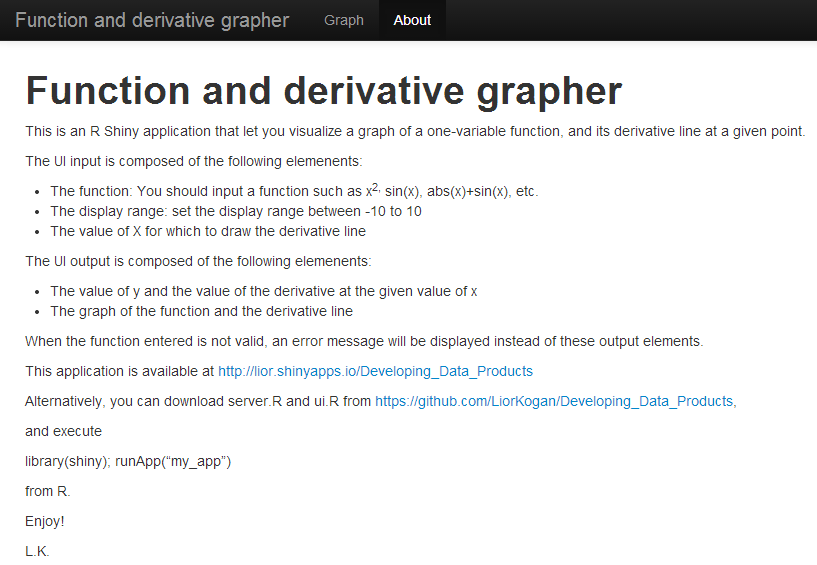 Function and derivative grapher Graph About
Function and derivative grapher
This is an R Shiny application that let you visualize a graph of a one-variable function, and its derivative line at a given point.
The UI input is composed of the following elemenents:
• The function: You should input a function such as x², sin(x), abs(x)+sin(x), etc.
• The display range: set the display range between -10 to 10
• The value of X for which to draw the derivative line
The UI output is composed of the following elemenents:
• The value of y and the value of the derivative at the given value of x
• The graph of the function and the derivative line
When the function entered is not valid, an error message will be displayed instead of these output elements.
This application is available at http://lior.shinyapps.io/Developing_Data_Products
Alternatively, you can download server.R and ui.R from https://github.com/LiorKogan/Developing_Data_Products,
and execute
library(shiny); runApp(“my_app”)
from R.
Enjoy!
L.K.